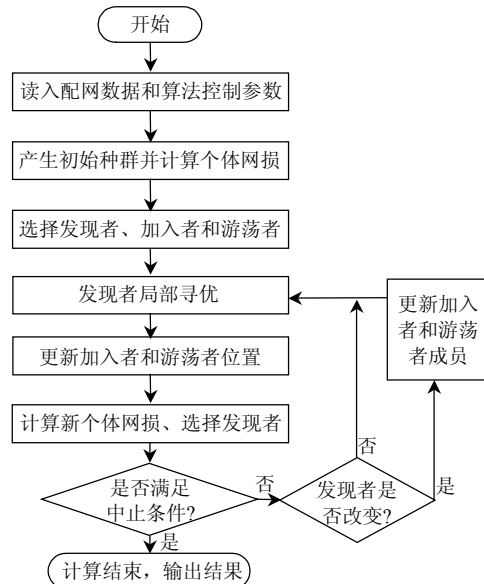 开始
读入配网数据和算法控制参数
产生初始种群并计算个体网损
选择发现者、加入者和游荡者
发现者局部寻优
更新加入
者和游荡
者成员
更新加入者和游荡者位置
计算新个体网损、选择发现者
否
是否满足
中止条件?
否
发现者是
否改变?
是
是
计算结束，输出结果